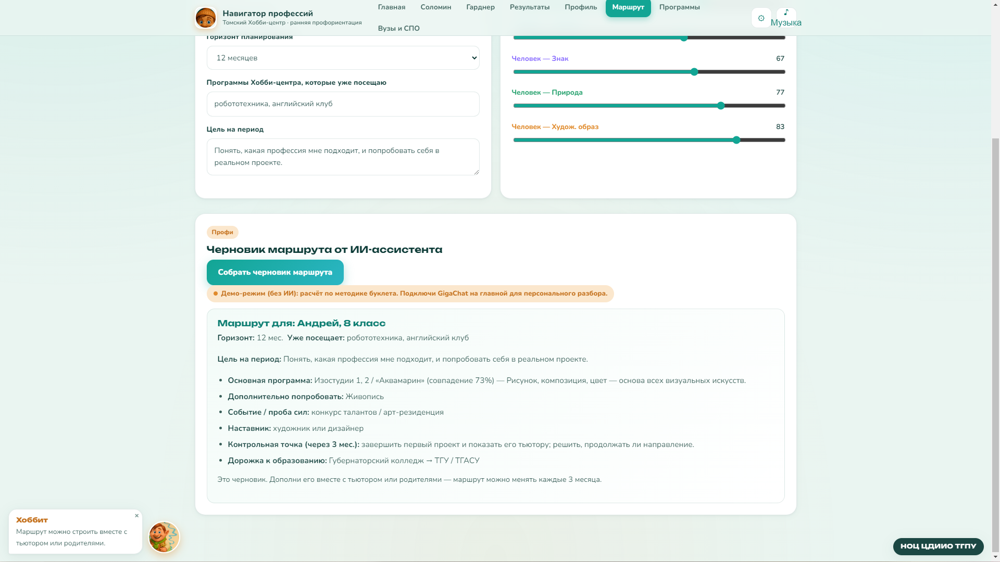 Навигатор профессий
Томский Хобби-центр · ранняя профориентация
Главная Соломин Гарднер Результаты Профиль Маршрут Программы
Вузы и СПО
⚙
♪
Музыка
Горизонт планирования
12 месяцев
Программы Хобби-центра, которые уже посещаю
робототехника, английский клуб
Цель на период
Понять, какая профессия мне подходит, и попробовать себя в
реальном проекте.
Человек — Знак 67
Человек — Природа 77
Человек — Худож. образ 83
Профи
Черновик маршрута от ИИ-ассистента
Собрать черновик маршрута
Демо-режим (без ИИ): расчёт по методике буклета. Подключи GigaChat на главной для персонального разбора.
Маршрут для: Андрей, 8 класс
Горизонт: 12 мес. Уже посещает: робототехника, английский клуб
Цель на период: Понять, какая профессия мне подходит, и попробовать себя в реальном проекте.
• Основная программа: Изостудии 1, 2 / «Аквамарин» (совпадение 73%) — Рисунок, композиция, цвет — основа всех визуальных искусств.
• Дополнительно попробовать: Живопись
• Событие / проба сил: конкурс талантов / арт-резиденция
• Наставник: художник или дизайнер
• Контрольная точка (через 3 мес.): завершить первый проект и показать его тьютору; решить, продолжать ли направление.
• Дорожка к образованию: Губернаторский колледж → ТГУ / ТГАСУ
Это черновик. Дополни его вместе с тьютором или родителями — маршрут можно менять каждые 3 месяца.
Хоббит ×
Маршрут можно строить вместе с
тьютором или родителями.
НОЦ ЦДИИО ТГПУ